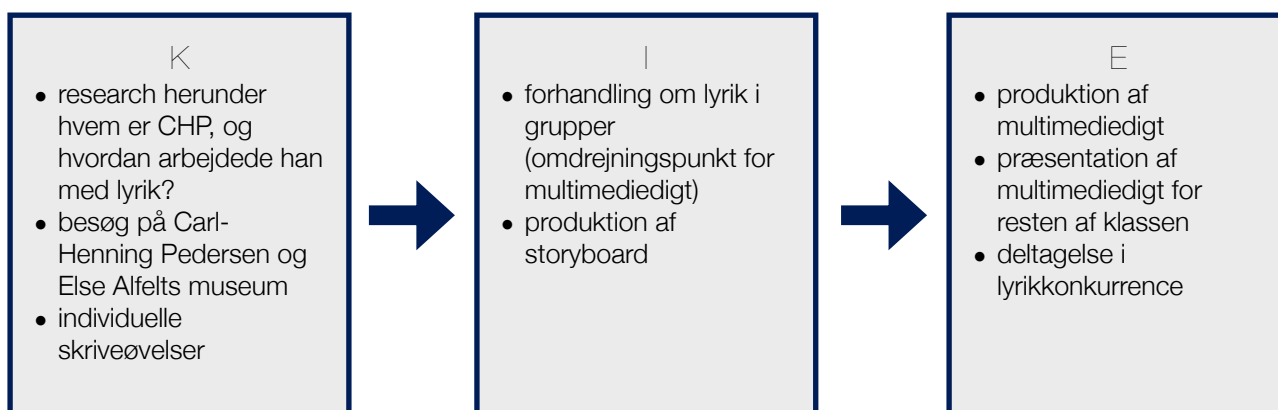 K
• research herunder
hvem er CHP, og
hvordan arbejdede han
med lyrik?
• besøg på Carl-
Henning Pedersen og
Else Alfelts museum
• individuelle
skriveøvelser
I
• forhandling om lyrik i
grupper
(omdrejningspunkt for
multimediedigt)
• produktion af
storyboard
E
• produktion af
multimediedigt
• præsentation af
multimediedigt for
resten af klassen
• deltagelse i
lyrikkonkurrence